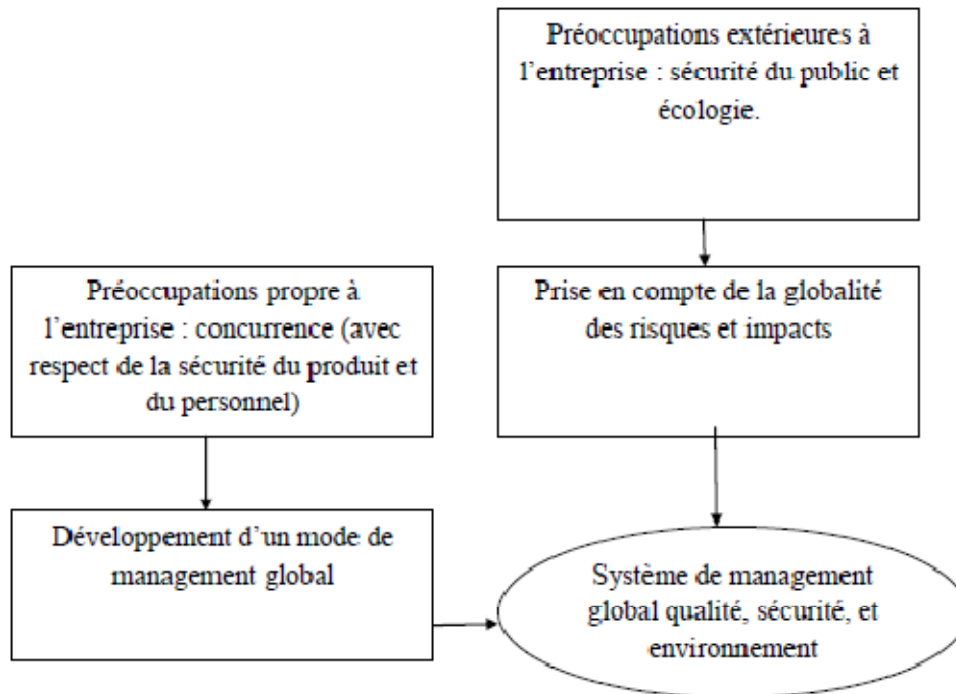 Préoccupations extérieures à
l'entreprise : sécurité du public et
écologie.
Préoccupations propre à
l'entreprise : concurrence (avec
respect de la sécurité du produit et
du personnel)
Prise en compte de la globalité
des risques et impacts
Développement d'un mode de
management global
Système de management
global qualité, sécurité, et
environnement